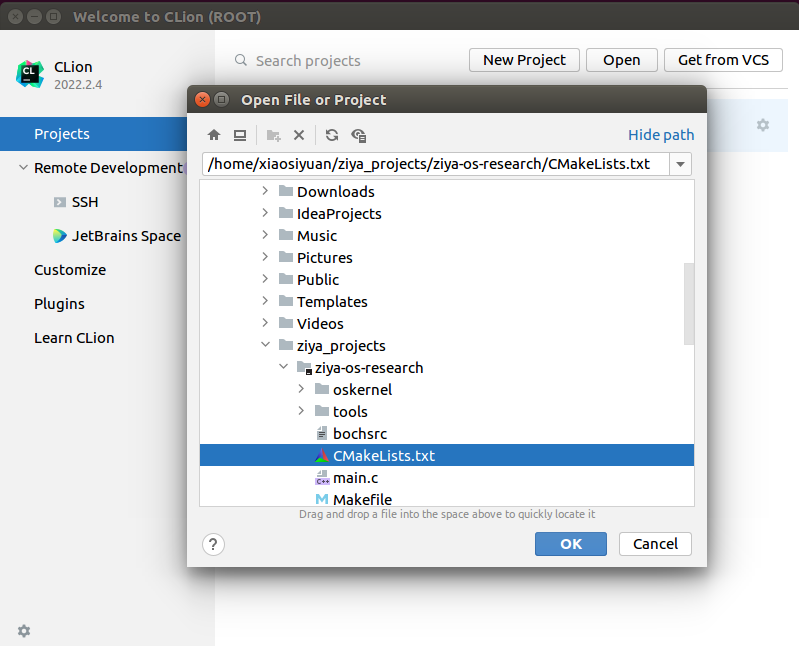 Welcome to CLion (ROOT)
CL
CLion
2022.2.4
Search projects
New Project
Open
Get from VCS
Projects
Remote Development
SSH
JetBrains Space
Customize
Plugins
Learn CLion
Open File or Project
Hide path
/home/xiaosiyuan/ziya_projects/ziya-os-research/CMakeLists.txt
Downloads
IdeaProjects
Music
Pictures
Public
Templates
Videos
ziya_projects
ziya-os-research
oskernel
tools
bochsrc
CMakeLists.txt
C++ main.c
M Makefile
Drag and drop a file into the space above to quickly locate it
?
OK
Cancel